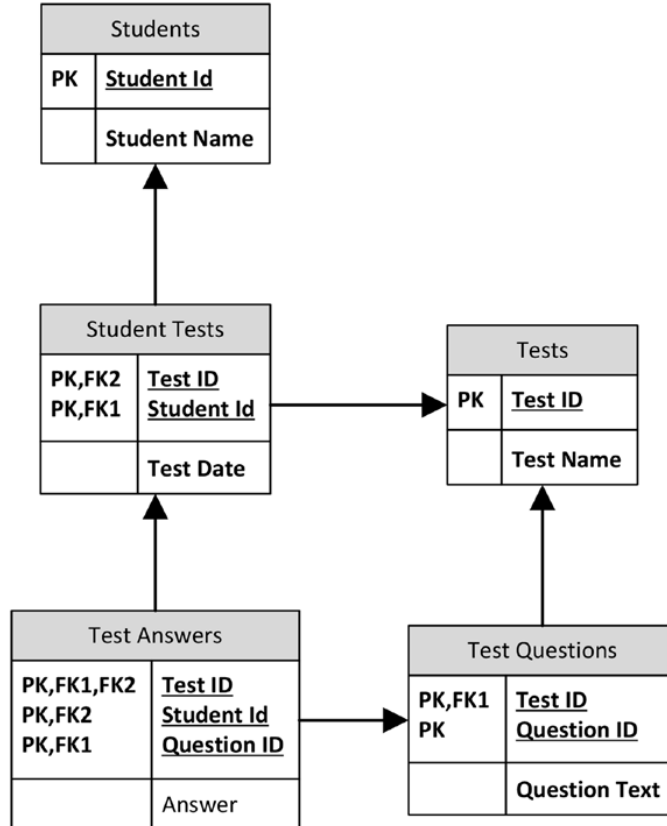 Students
PK Student Id
Student Name
Student Tests
PK,FK2 Test ID
PK,FK1 Student Id
Test Date
Tests
PK Test ID
Test Name
Test Answers
PK,FK1,FK2 Test ID
PK,FK2 Student Id
PK,FK1 Question ID
Answer
Test Questions
PK,FK1 Test ID
PK Question ID
Question Text